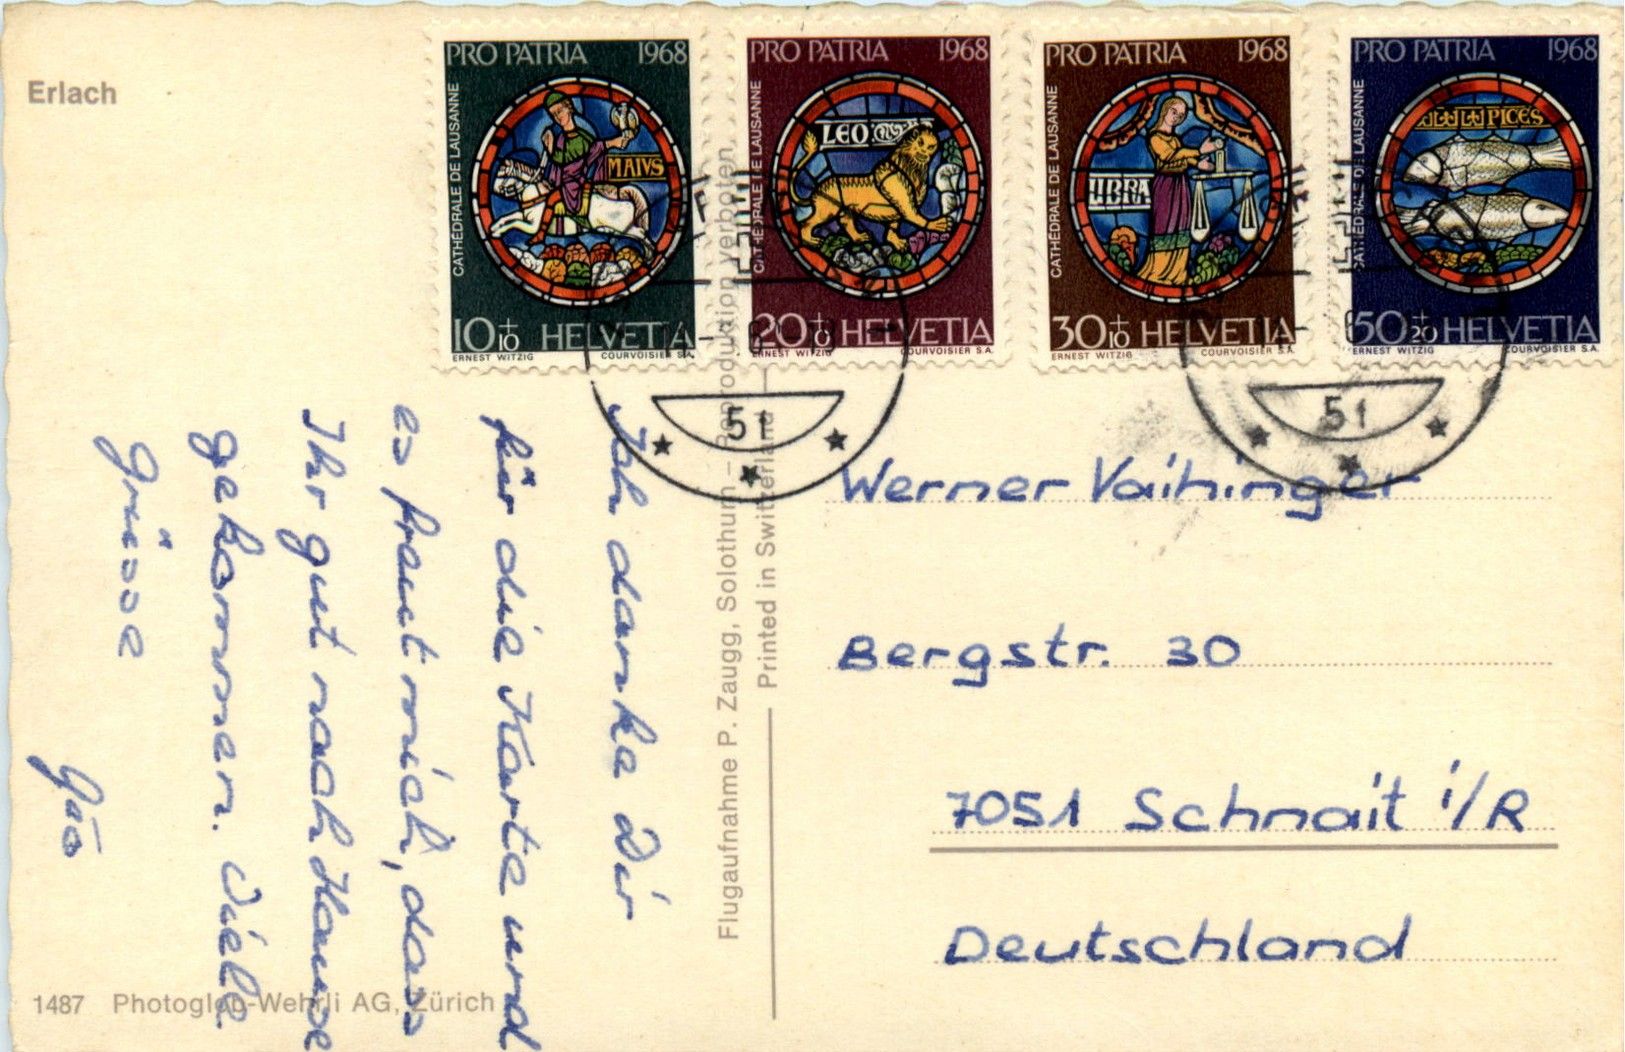 Erlach
PRO PATRIA 1968
CATHÉDRALE DE LAUSANNE
MAIVS
10+10 HELVETIA
ERNEST WITZIG COURVOISIER S.A.
PRO PATRIA 1968
CATHÉDRALE DE LAUSANNE
LEO
20+10 HELVETIA
ERNEST WITZIG COURVOISIER S.A.
PRO PATRIA 1968
CATHÉDRALE DE LAUSANNE
LIBRA
30+10 HELVETIA
ERNEST WITZIG COURVOISIER S.A.
PRO PATRIA 1968
CATHÉDRALE DE LAUSANNE
PICES
50+20 HELVETIA
ERNEST WITZIG COURVOISIER S.A.
5t
5t
Ich danke Dir
für die Karte und
es freut mich, dass
Ihr gut nach Hause
gekommen. Viele
Grüsse
Flugaufnahme P. Zaugg, Solothurn – Reproduktion verboten
Printed in Switzerland
Werner Vaihinger
Bergstr. 30
7051 Schnait i/R
Deutschland
1487 Photoglob-Wehrli AG, Zürich